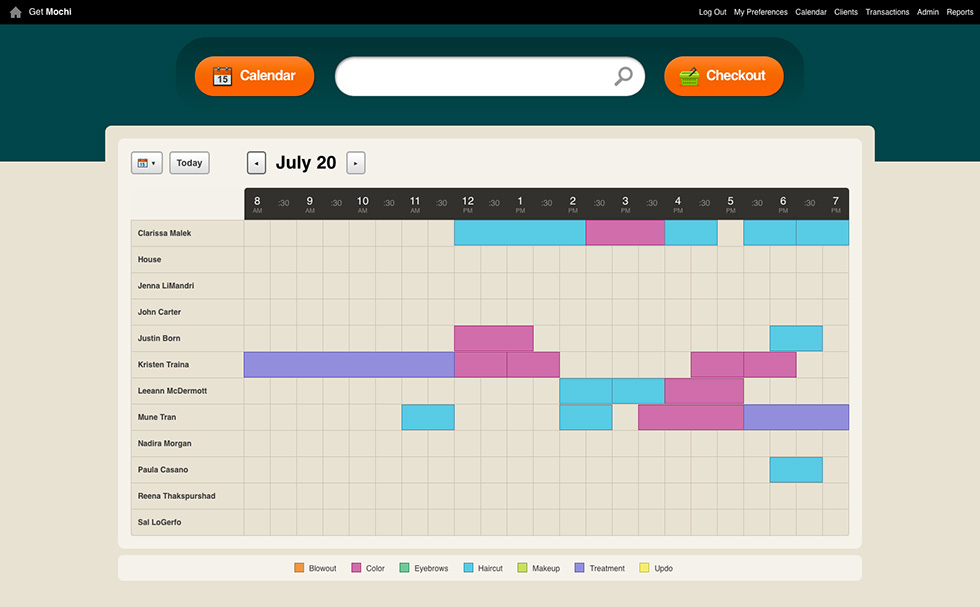 Get Mochi
Log Out My Preferences Calendar Clients Transactions Admin Reports
15 Calendar
Checkout
Today
July 20
8 :30 9 :30 10 :30 11 :30 12 :30 1 :30 2 :30 3 :30 4 :30 5 :30 6 :30 7
AM AM AM AM PM PM PM PM PM PM PM PM
Clarissa Malek
House
Jenna LiMandri
John Carter
Justin Born
Kristen Traina
Leeann McDermott
Mune Tran
Nadira Morgan
Paula Casano
Reena Thakspurshad
Sal LoGerfo
Blowout Color Eyebrows Haircut Makeup Treatment Updo